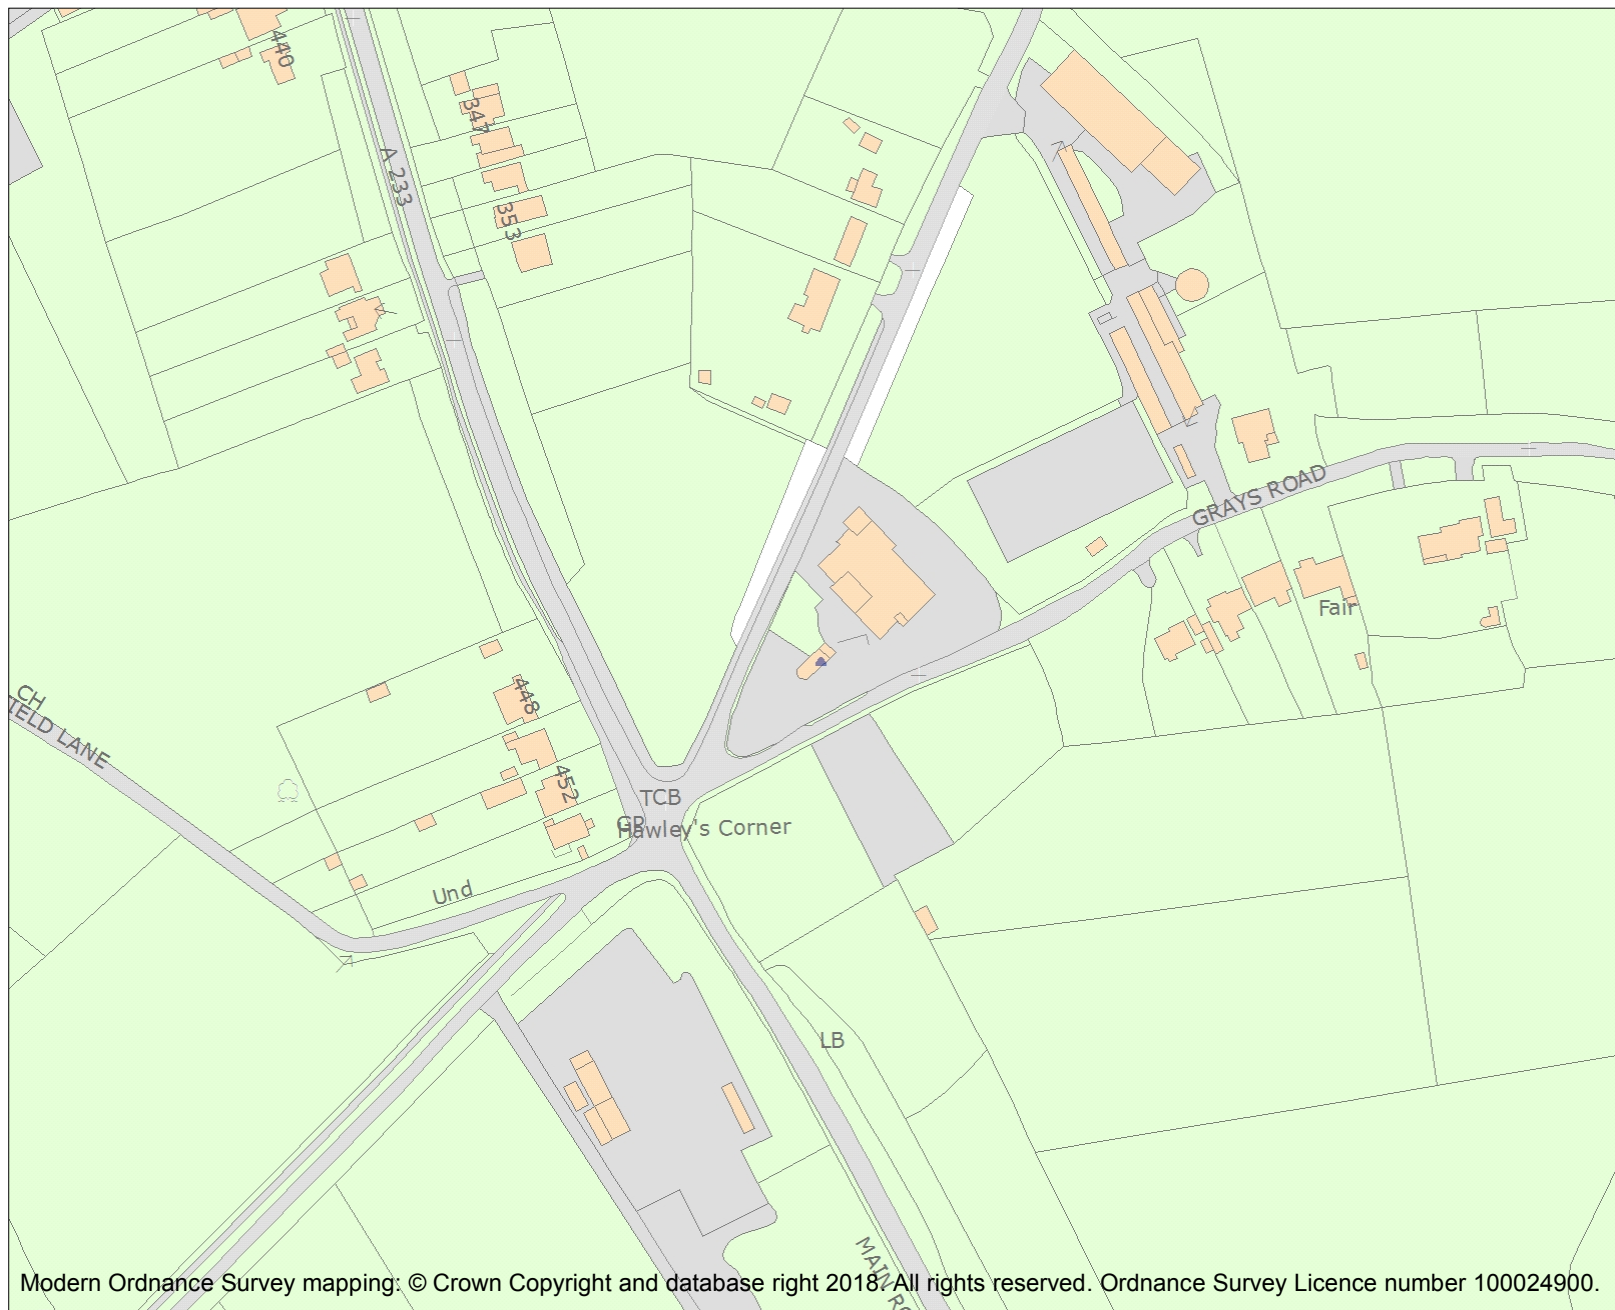 440
347
A 233
353
GRAYS ROAD
Fair
CH
IELD LANE
448
452
TCB
GP
Hawley's Corner
Und
LB
MAIN RO
Modern Ordnance Survey mapping: © Crown Copyright and database right 2018. All rights reserved. Ordnance Survey Licence number 100024900.